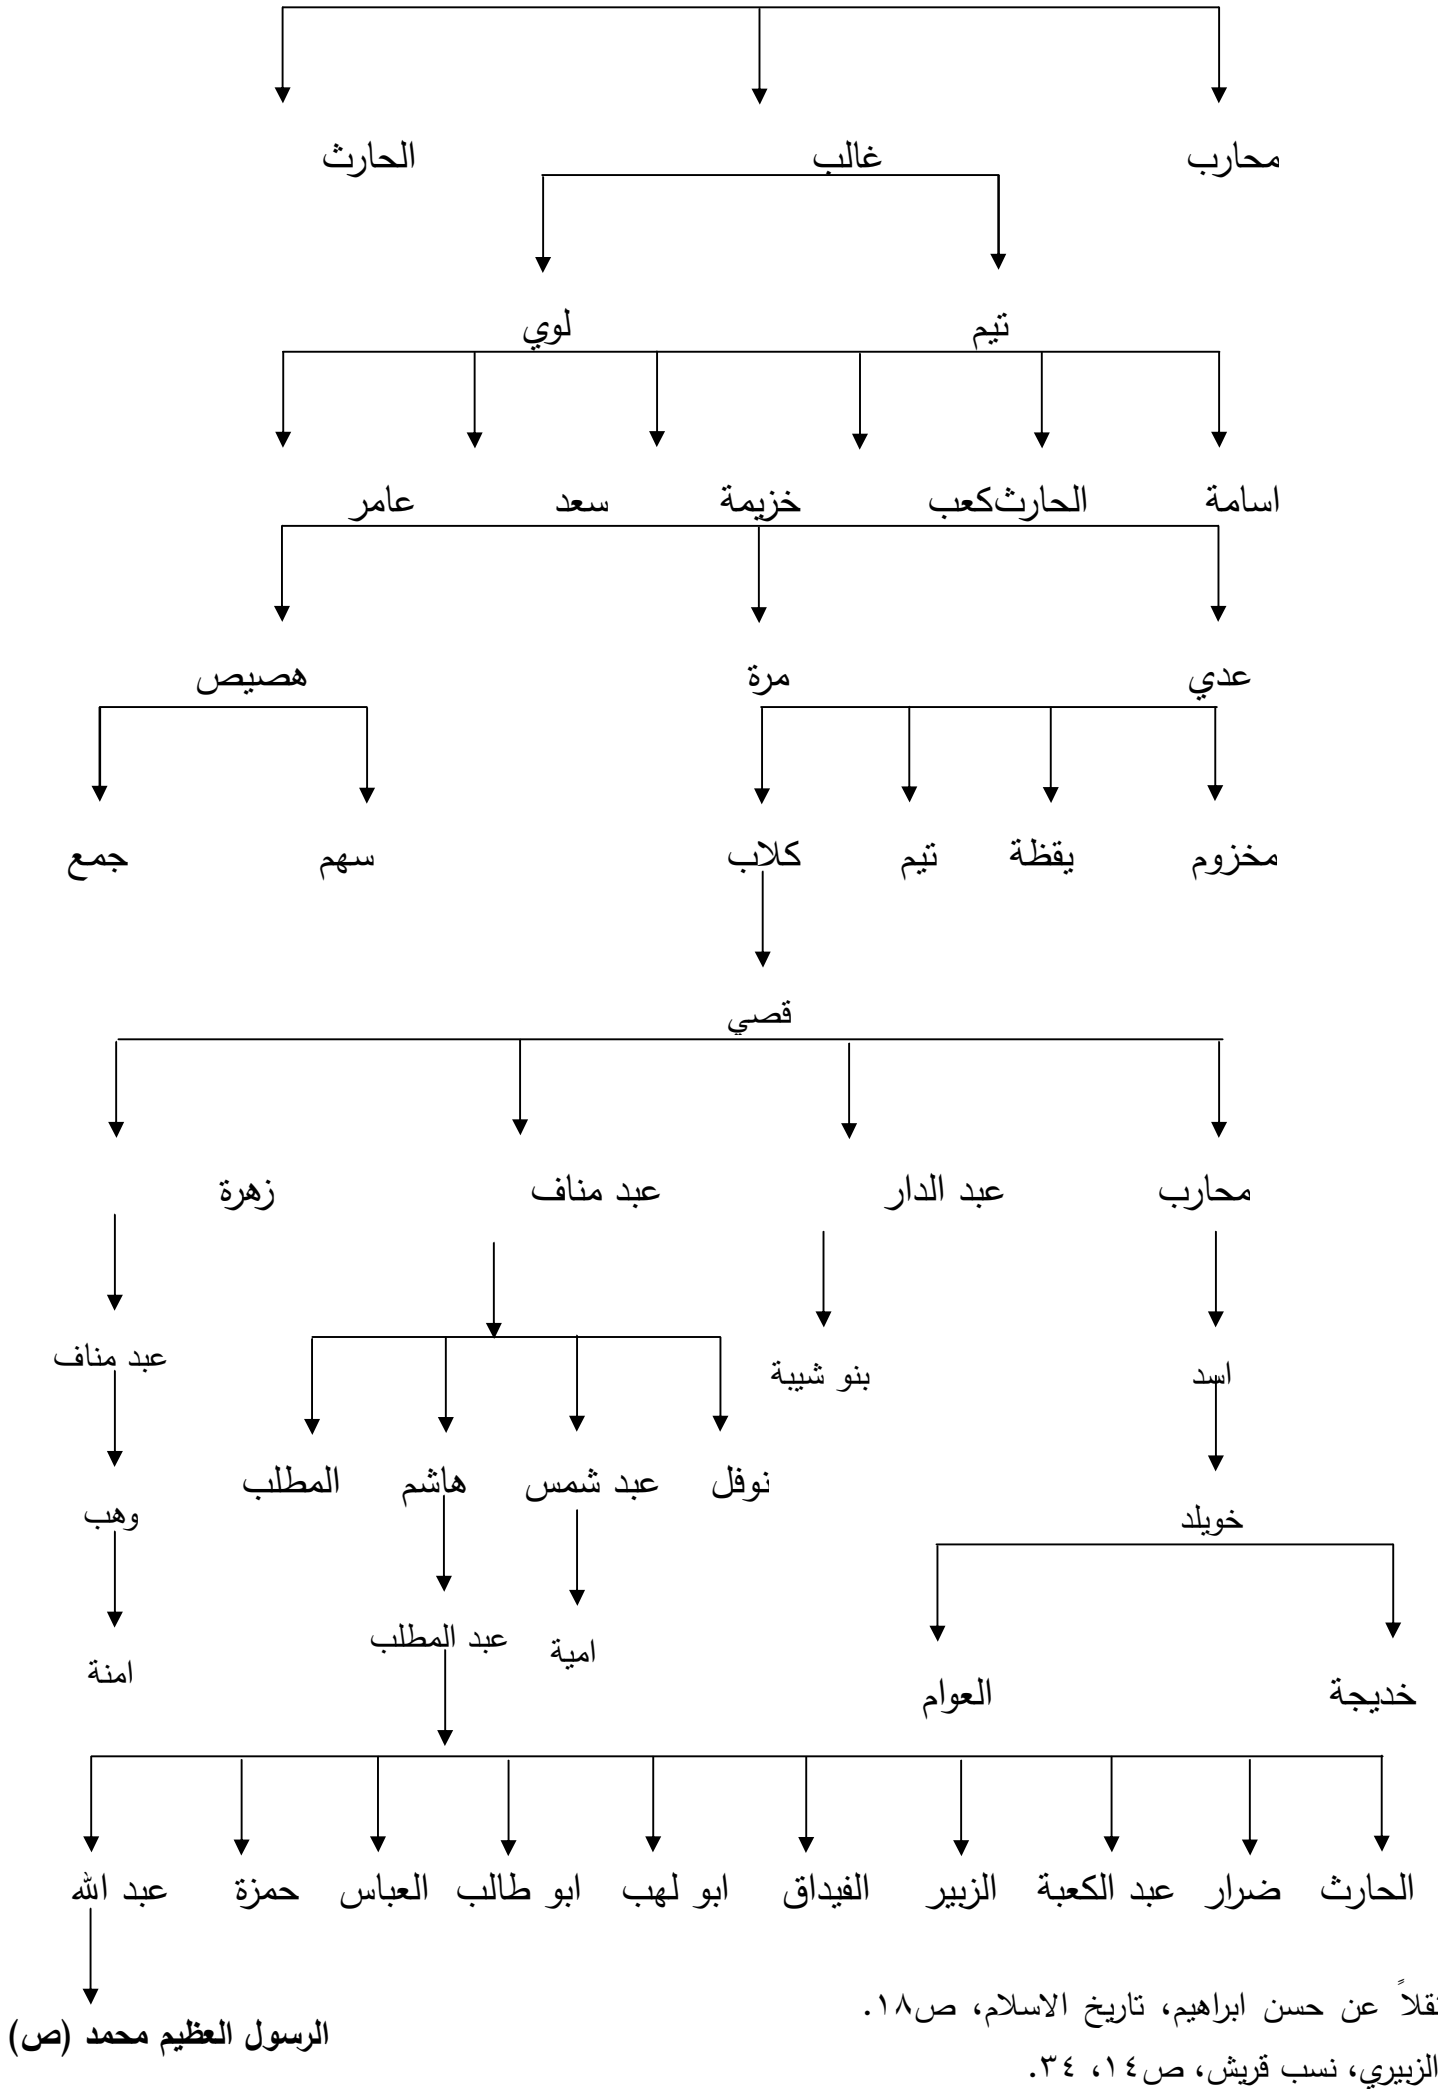 محارب غالب الحارث
تيم لوي
اسامة الحارث كعب خزيمة سعد عامر
عدي مرة هصيص
مخزوم يقظة تيم كلاب سهم جمع
قصي
محارب عبد الدار عبد مناف زهرة
اسد بنو شيبة عبد مناف
نوفل عبد شمس هاشم المطلب
خويلد وهب
امية عبد المطلب امنة
خديجة العوام
الحارث ضرار عبد الكعبة الزبير الفيداق ابو لهب ابو طالب العباس حمزة عبد الله
الرسول العظيم محمد (ص)
نقلاً عن حسن ابراهيم، تاريخ الاسلام، ص١٨.
الزبيري، نسب قريش، ص١٤، ٣٤.